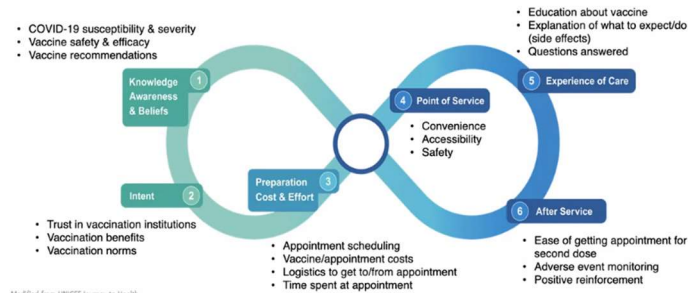 • COVID-19 susceptibility & severity
• Vaccine safety & efficacy
• Vaccine recommendations
Knowledge
Awareness
& Beliefs
1
Intent
2
• Trust in vaccination institutions
• Vaccination benefits
• Vaccination norms
Preparation
Cost & Effort
3
• Appointment scheduling
• Vaccine/appointment costs
• Logistics to get to/from appointment
• Time spent at appointment
4 Point of Service
• Convenience
• Accessibility
• Safety
• Education about vaccine
• Explanation of what to expect/do
(side effects)
• Questions answered
5 Experience of Care
6 After Service
• Ease of getting appointment for
second dose
• Adverse event monitoring
• Positive reinforcement